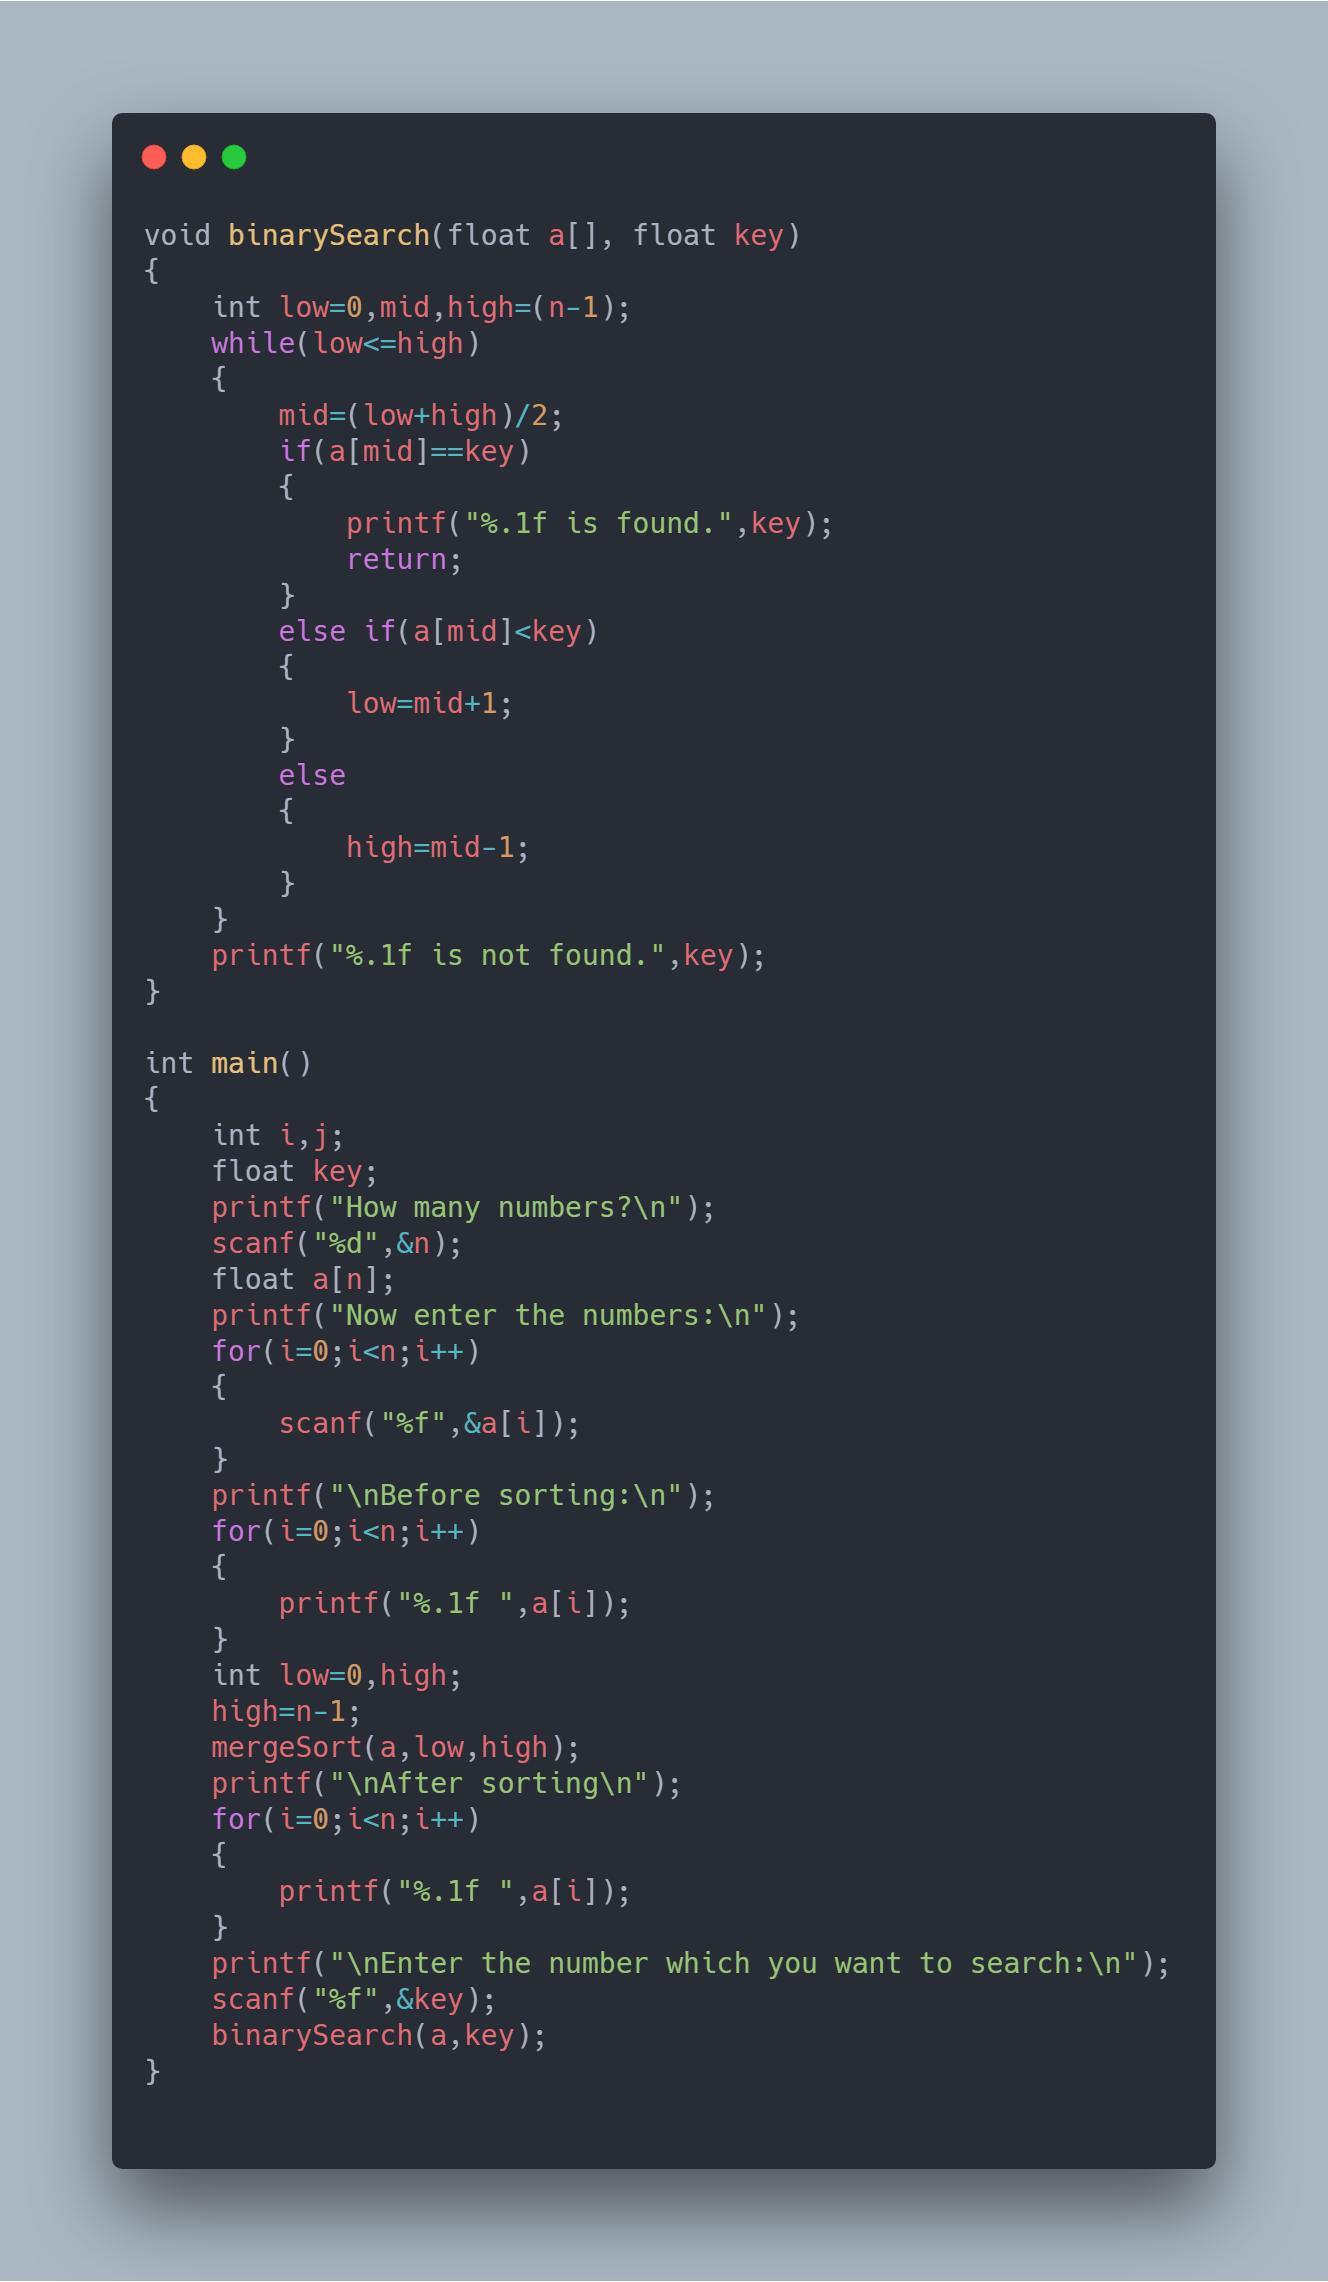 void binarySearch(float a[], float key)
{
    int low=0,mid,high=(n-1);
    while(low<=high)
    {
        mid=(low+high)/2;
        if(a[mid]==key)
        {
            printf("%.1f is found.",key);
            return;
        }
        else if(a[mid]<key)
        {
            low=mid+1;
        }
        else
        {
            high=mid-1;
        }
    }
    printf("%.1f is not found.",key);
}

int main()
{
    int i,j;
    float key;
    printf("How many numbers?\n");
    scanf("%d",&n);
    float a[n];
    printf("Now enter the numbers:\n");
    for(i=0;i<n;i++)
    {
        scanf("%f",&a[i]);
    }
    printf("\nBefore sorting:\n");
    for(i=0;i<n;i++)
    {
        printf("%.1f ",a[i]);
    }
    int low=0,high;
    high=n-1;
    mergeSort(a,low,high);
    printf("\nAfter sorting\n");
    for(i=0;i<n;i++)
    {
        printf("%.1f ",a[i]);
    }
    printf("\nEnter the number which you want to search:\n");
    scanf("%f",&key);
    binarySearch(a,key);
}